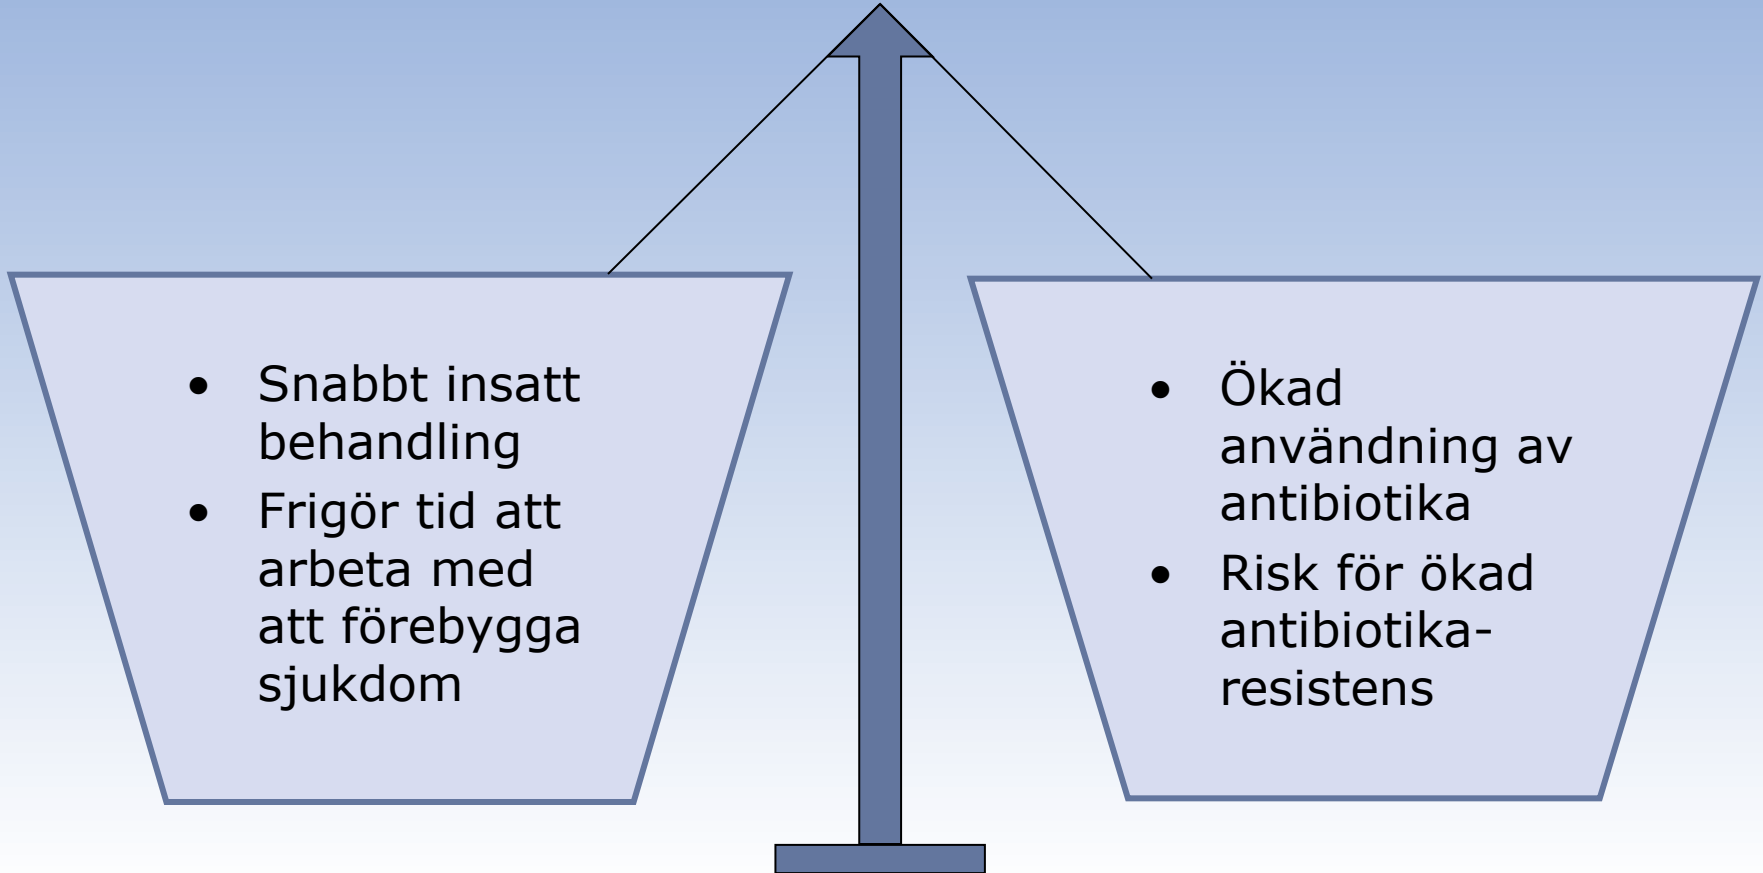 • Snabbt insatt
behandling
• Frigör tid att
arbeta med
att förebygga
sjukdom
• Ökad
användning av
antibiotika
• Risk för ökad
antibiotika-
resistens